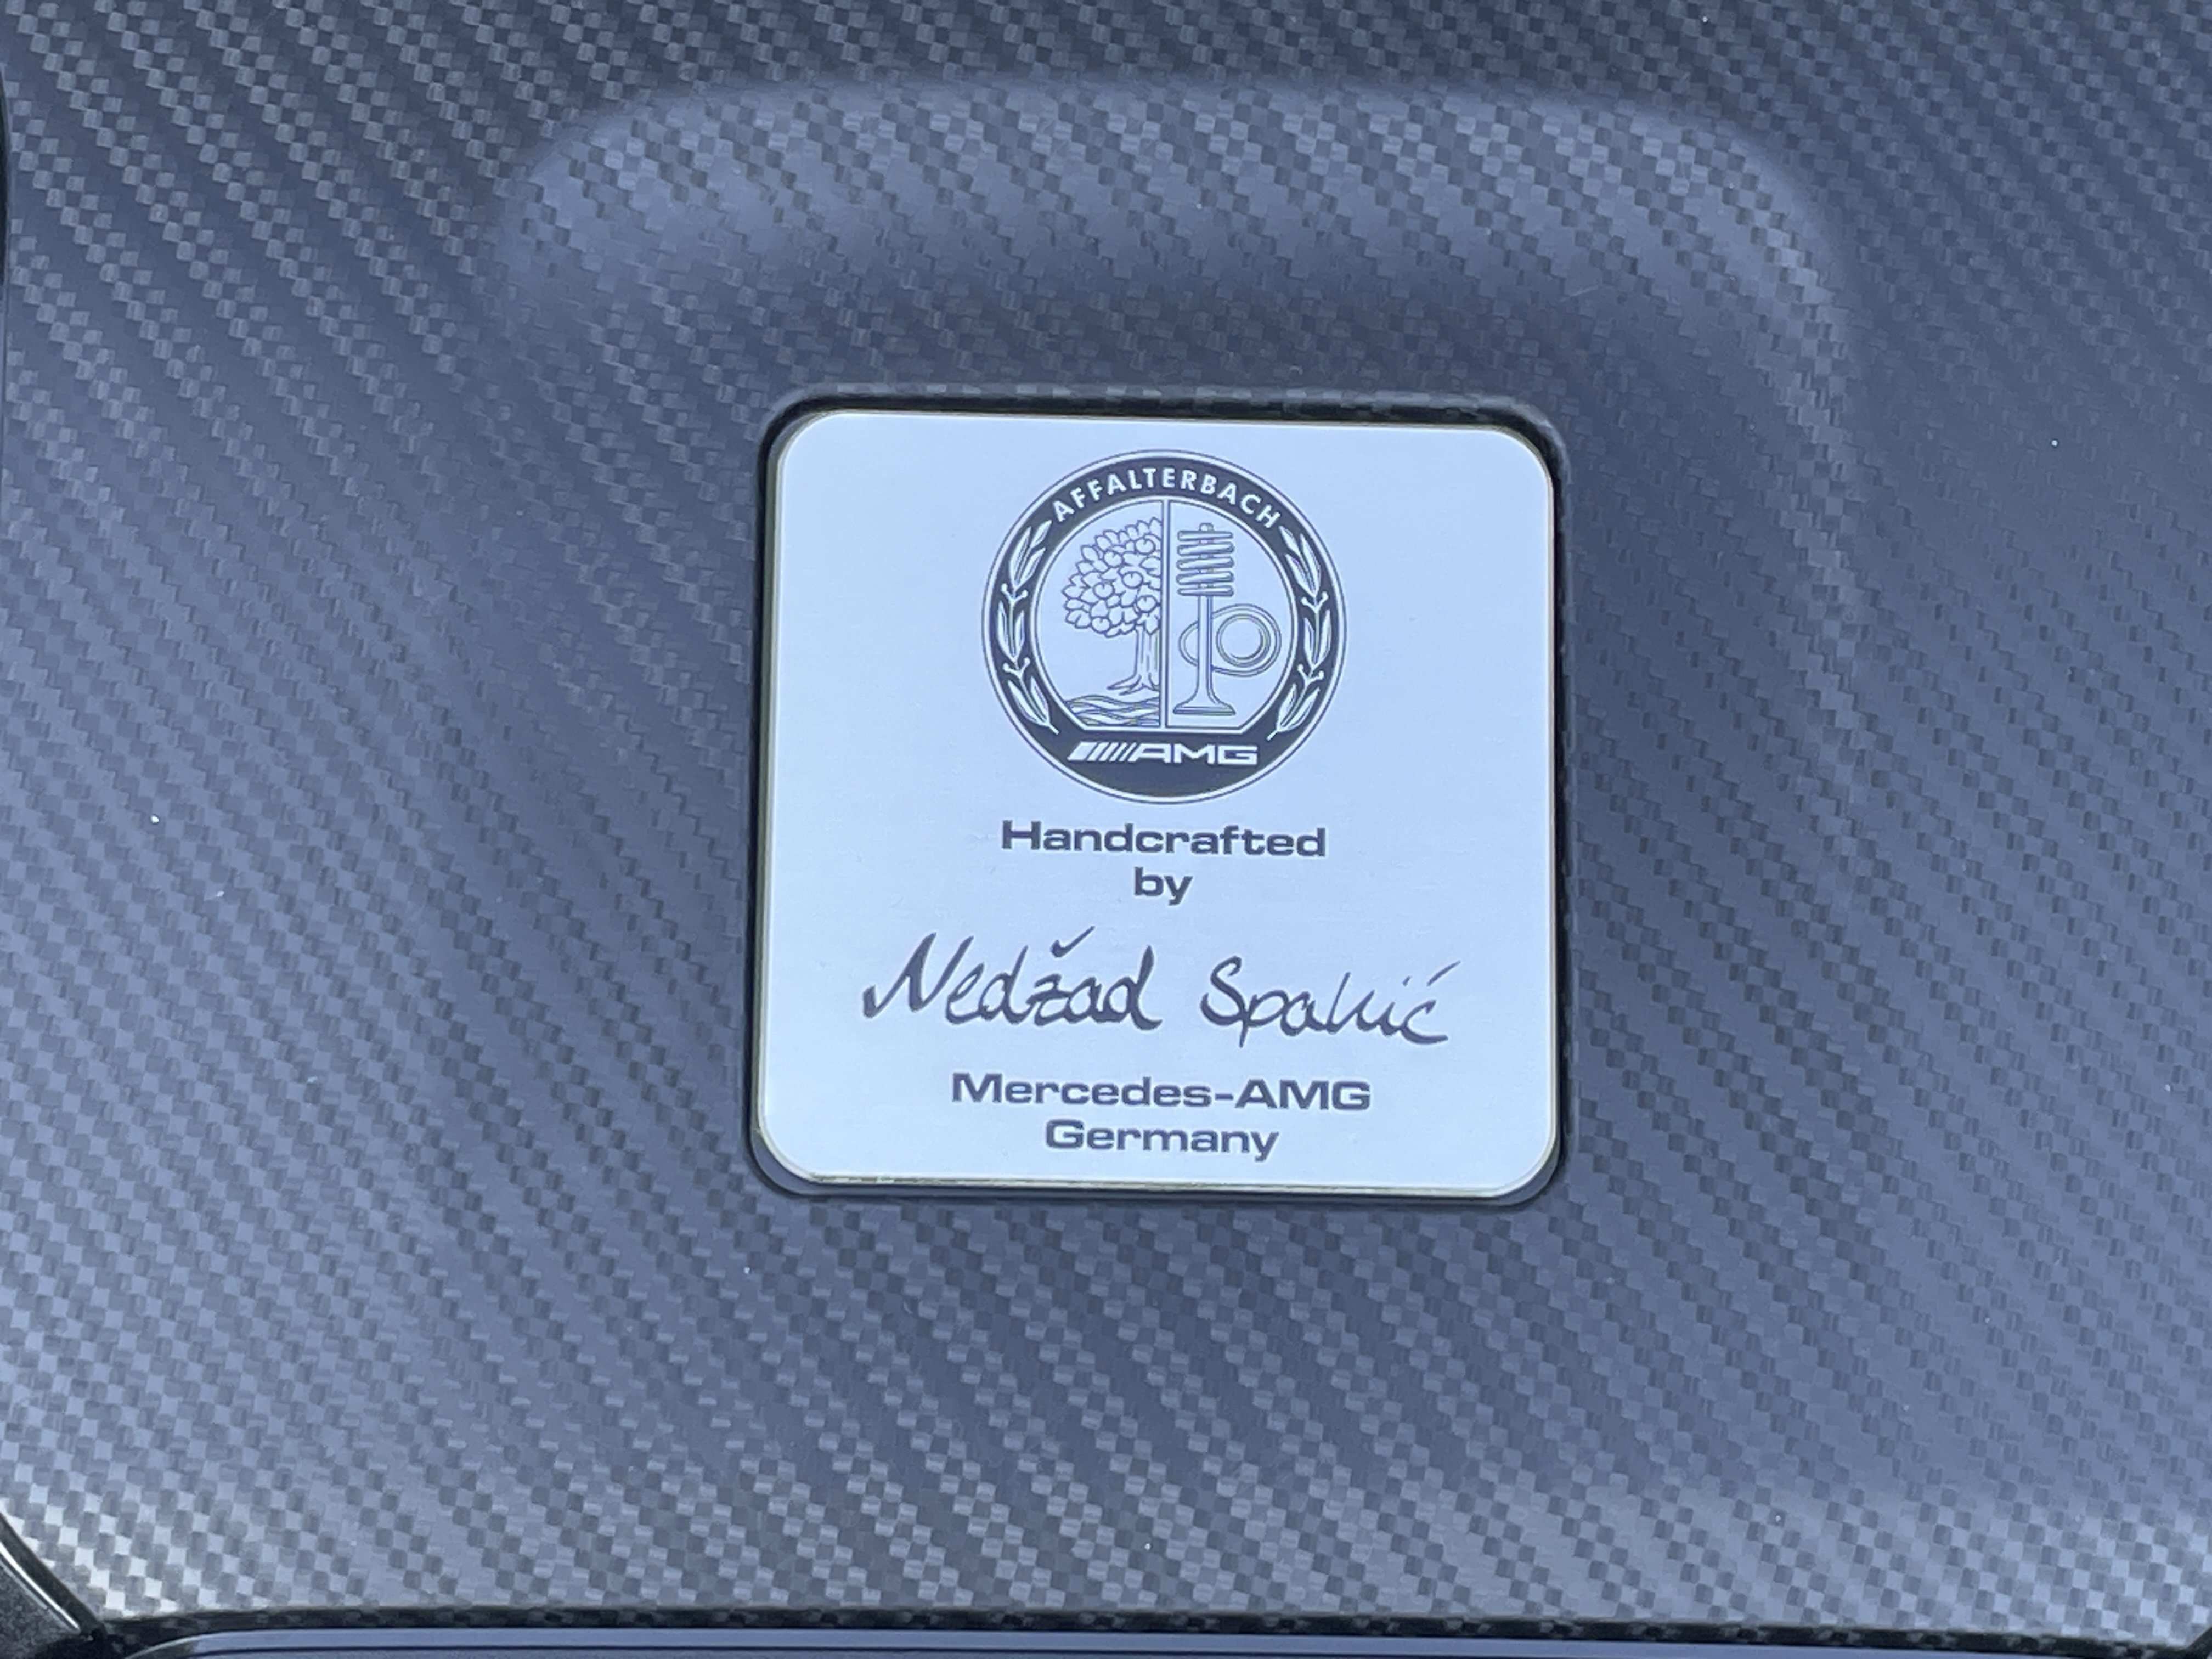 AFFALTERBACH
AMG
Handcrafted
by
Nedžad Spahić
Mercedes-AMG
Germany